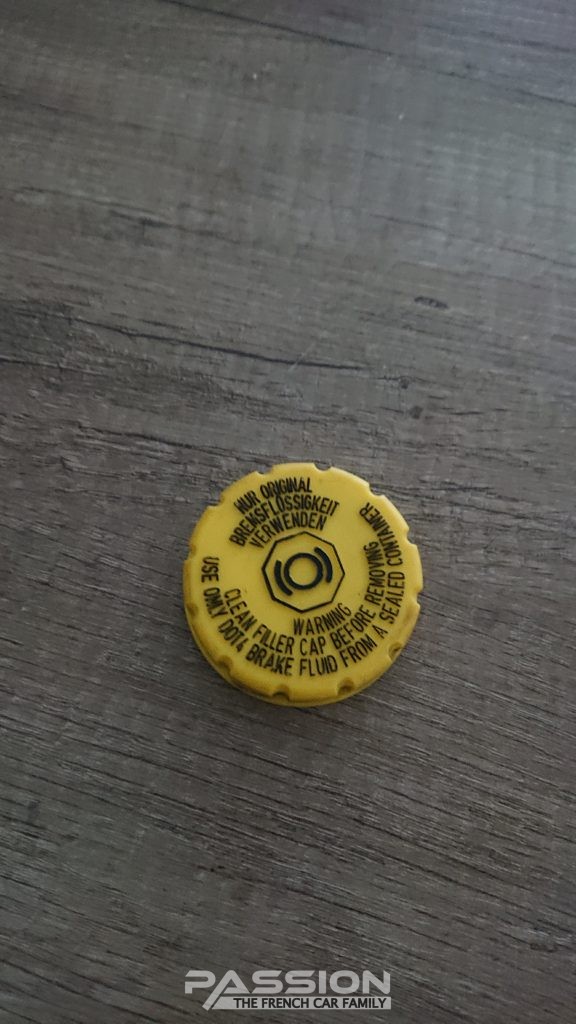 NUR ORIGINAL
BREMSFLÜSSIGKEIT
VERWENDEN
WARNING
CLEAN FILLER CAP BEFORE REMOVING
USE ONLY DOT4 BRAKE FLUID FROM A SEALED CONTAINER
PASSION
THE FRENCH CAR FAMILY